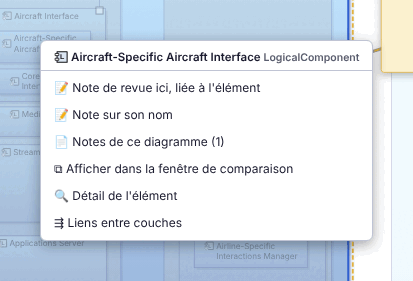 Aircraft Interface
Aircraft-Specific
Aircraft-Specific Aircraft Interface LogicalComponent
Note de revue ici, liée à l'élément
Note sur son nom
Notes de ce diagramme (1)
Afficher dans la fenêtre de comparaison
Détail de l'élément
Liens entre couches
Applications Server
Airline-Specific
Interactions Manager